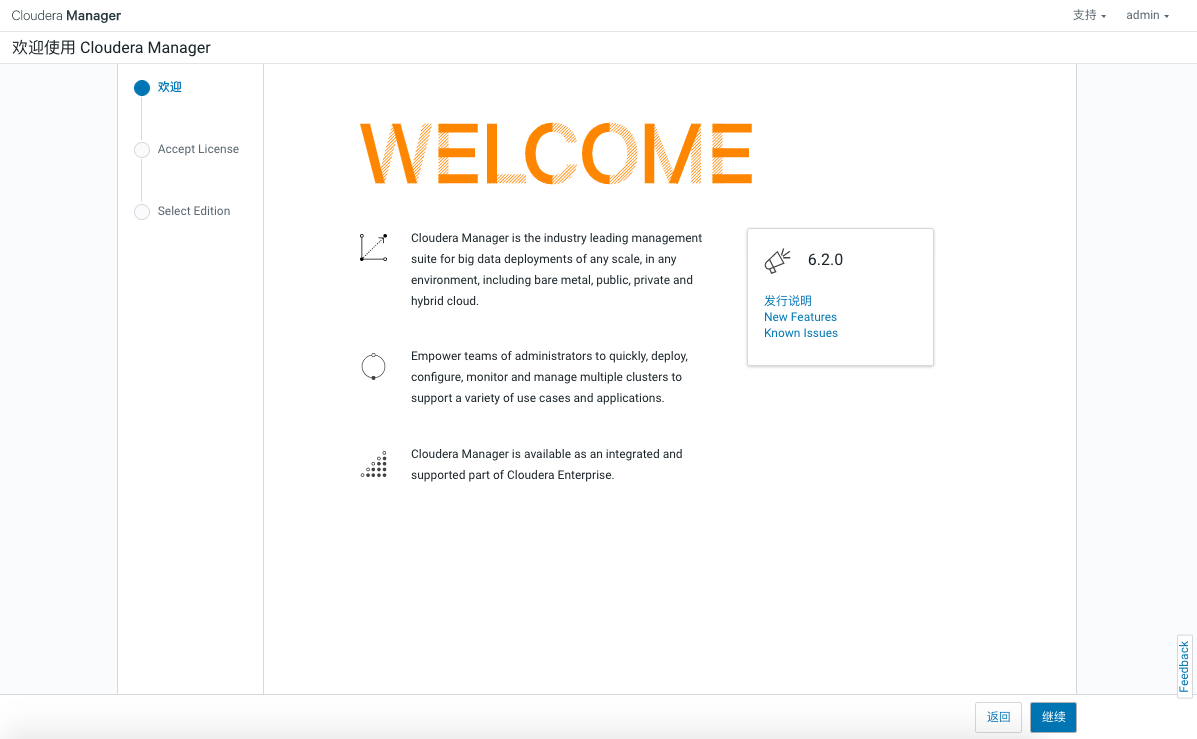 Cloudera Manager
支持
admin
欢迎使用 Cloudera Manager
欢迎
Accept License
Select Edition
WELCOME
Cloudera Manager is the industry leading management
suite for big data deployments of any scale, in any
environment, including bare metal, public, private and
hybrid cloud.
Empower teams of administrators to quickly, deploy,
configure, monitor and manage multiple clusters to
support a variety of use cases and applications.
Cloudera Manager is available as an integrated and
supported part of Cloudera Enterprise.
6.2.0
发行说明
New Features
Known Issues
Feedback
返回
继续